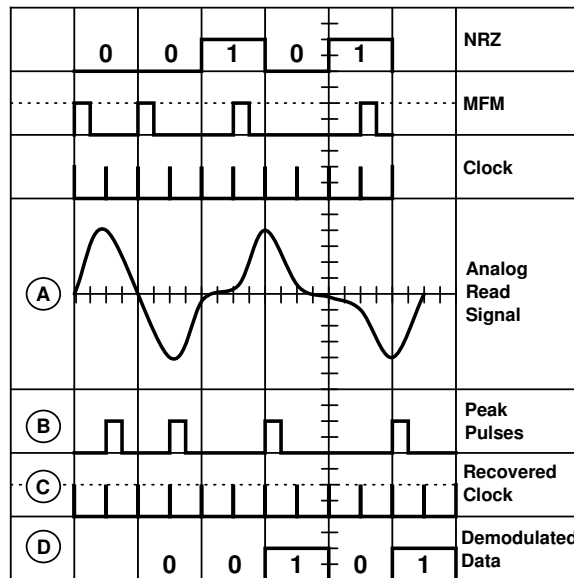 0 0 1 0 1 NRZ
MFM
Clock
A
Analog
Read
Signal
B
Peak
Pulses
C
Recovered
Clock
D
0 0 1 0 1
Demodulated
Data